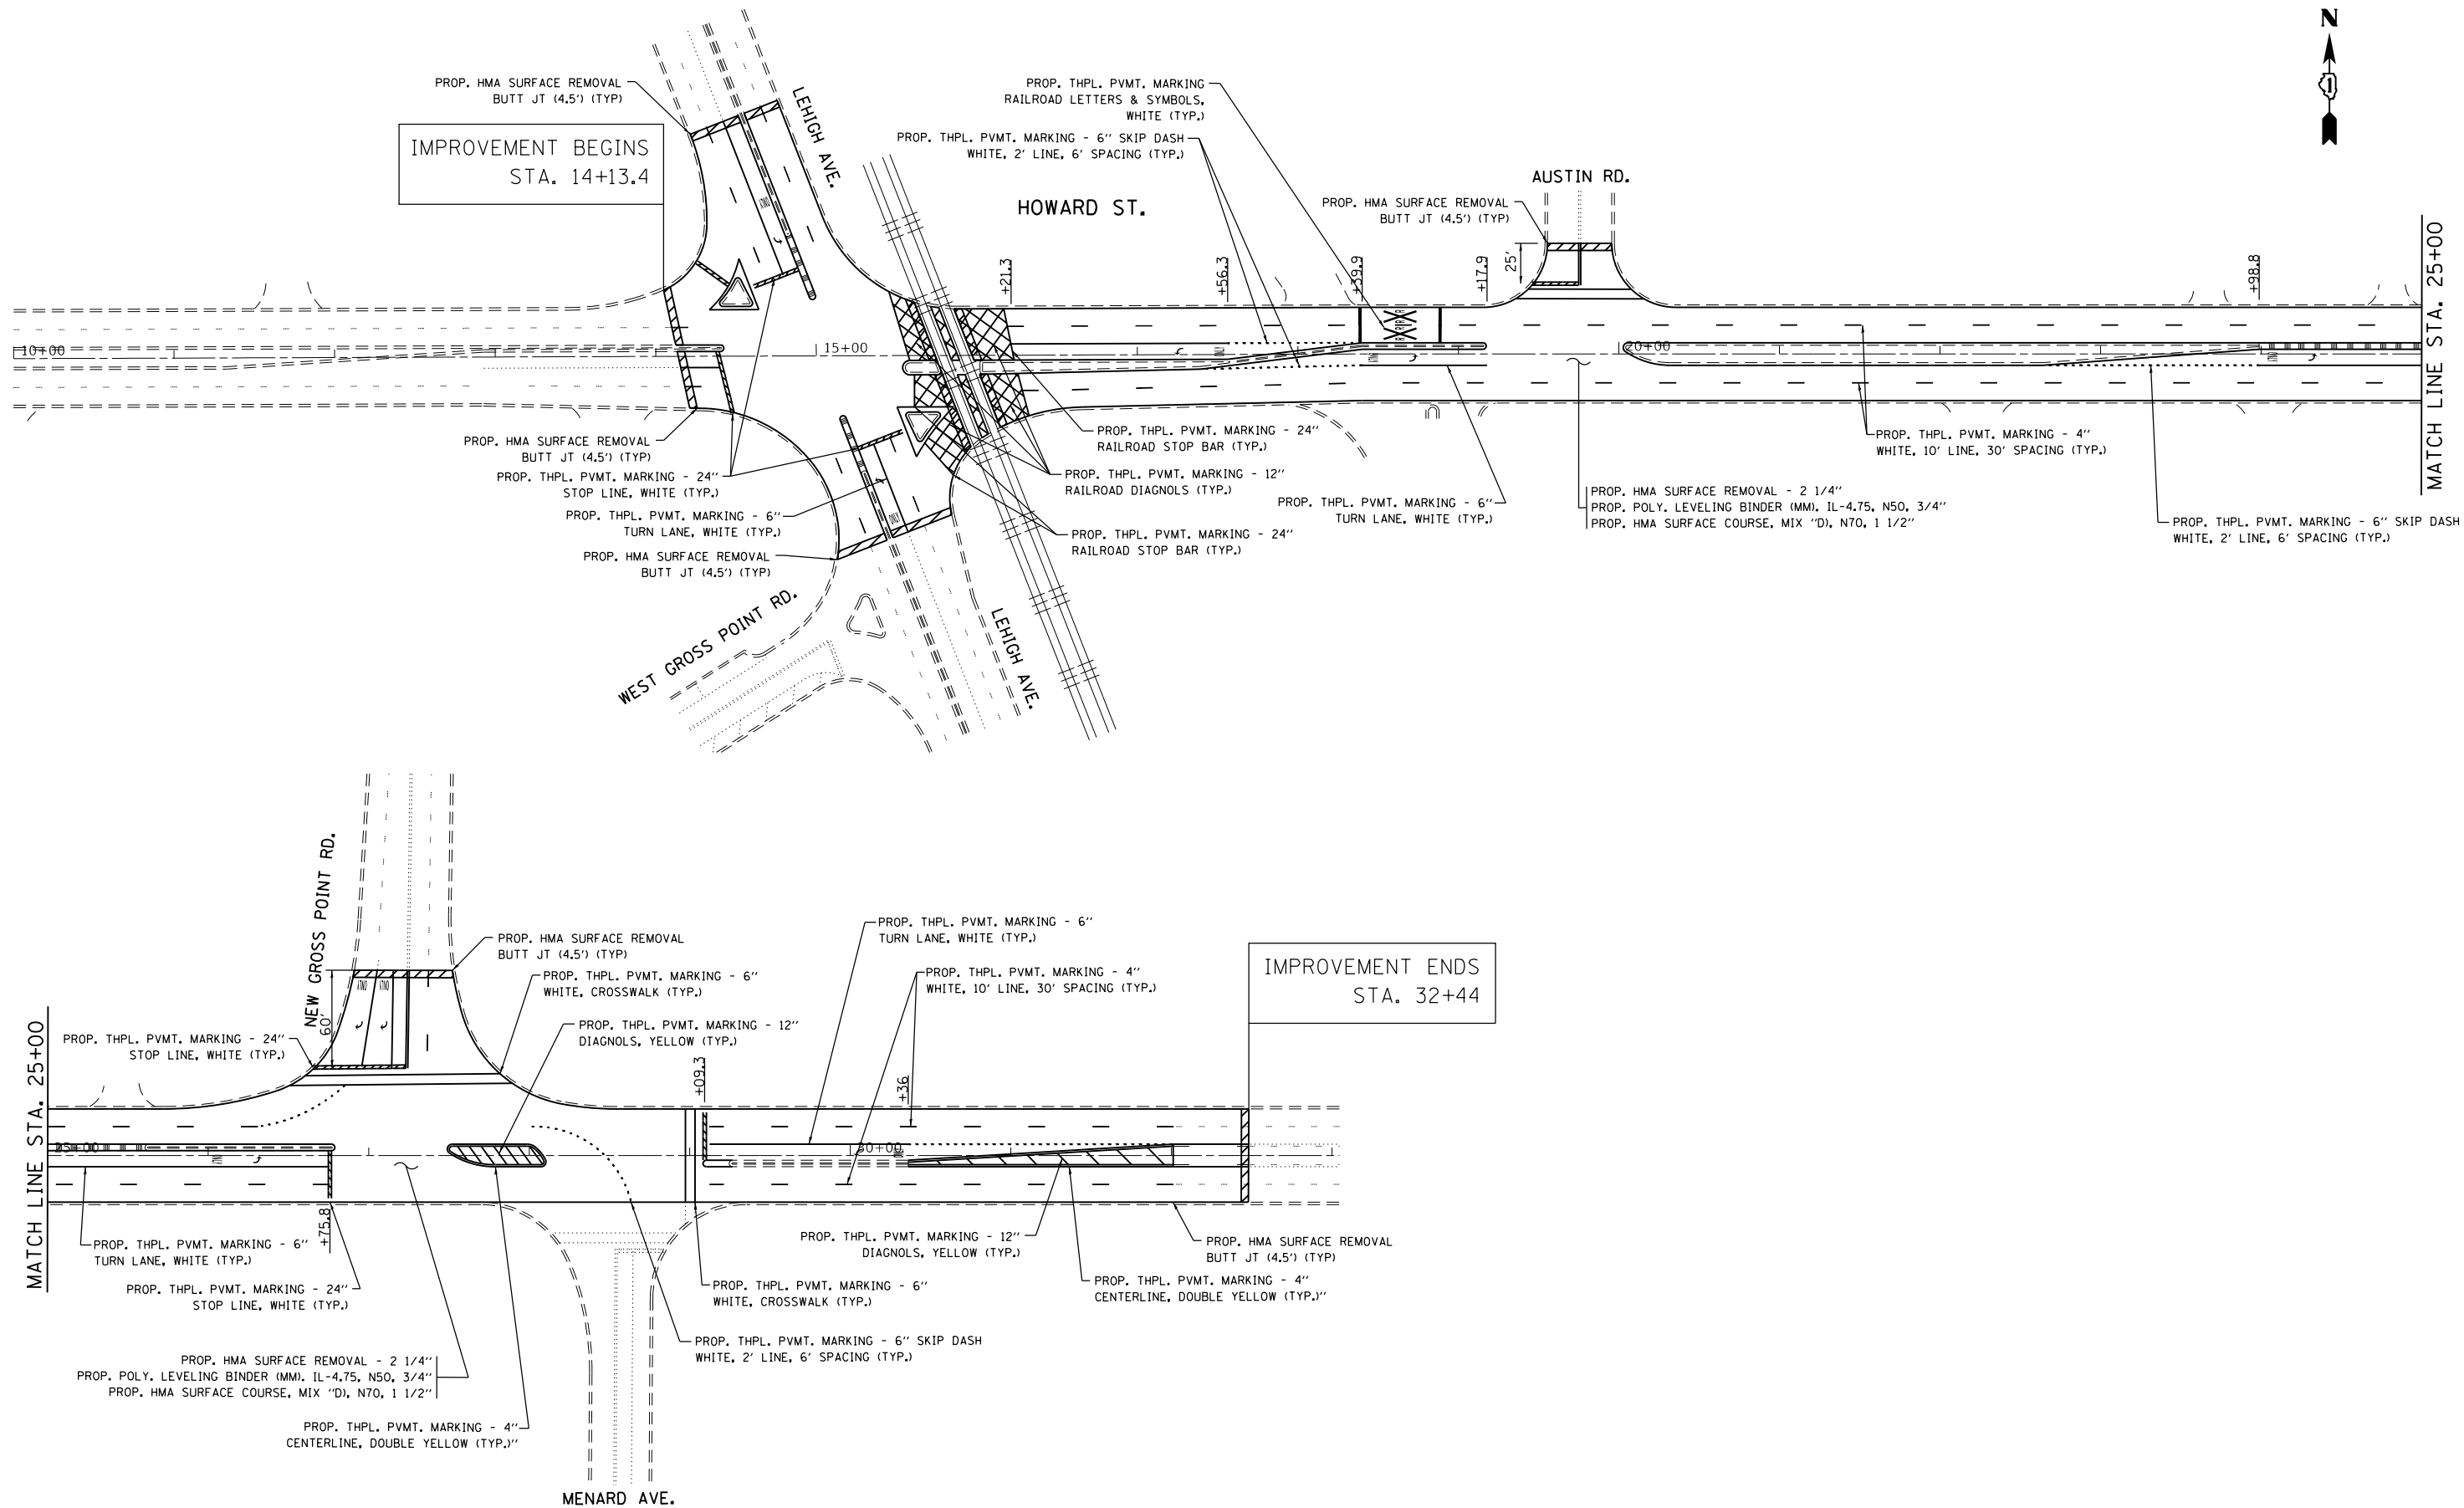 N
PROP. HMA SURFACE REMOVAL
BUTT JT (4.5') (TYP)
IMPROVEMENT BEGINS
STA. 14+13.4
LEHIGH AVE.
PROP. THPL. PVMT. MARKING
RAILROAD LETTERS & SYMBOLS,
WHITE (TYP.)
PROP. THPL. PVMT. MARKING - 6" SKIP DASH
WHITE, 2' LINE, 6' SPACING (TYP.)
HOWARD ST.
AUSTIN RD.
PROP. HMA SURFACE REMOVAL
BUTT JT (4.5') (TYP)
25'
+21.3
+56.3
+39.9
+17.9
+98.8
MATCH LINE STA. 25+00
10+00
15+00
20+00
ONLY
PROP. HMA SURFACE REMOVAL
BUTT JT (4.5') (TYP)
PROP. THPL. PVMT. MARKING - 24"
STOP LINE, WHITE (TYP.)
PROP. THPL. PVMT. MARKING - 6"
TURN LANE, WHITE (TYP.)
PROP. HMA SURFACE REMOVAL
BUTT JT (4.5') (TYP)
PROP. THPL. PVMT. MARKING - 24"
RAILROAD STOP BAR (TYP.)
PROP. THPL. PVMT. MARKING - 12"
RAILROAD DIAGNOLS (TYP.)
PROP. THPL. PVMT. MARKING - 24"
RAILROAD STOP BAR (TYP.)
PROP. THPL. PVMT. MARKING - 6"
TURN LANE, WHITE (TYP.)
PROP. THPL. PVMT. MARKING - 4"
WHITE, 10' LINE, 30' SPACING (TYP.)
PROP. HMA SURFACE REMOVAL - 2 1/4"
PROP. POLY. LEVELING BINDER (MM). IL-4.75, N50, 3/4"
PROP. HMA SURFACE COURSE, MIX "D), N70, 1 1/2"
PROP. THPL. PVMT. MARKING - 6" SKIP DASH
WHITE, 2' LINE, 6' SPACING (TYP.)
WEST GROSS POINT RD.
LEHIGH AVE.
NEW GROSS POINT RD.
60'
PROP. HMA SURFACE REMOVAL
BUTT JT (4.5') (TYP)
PROP. THPL. PVMT. MARKING - 6"
WHITE, CROSSWALK (TYP.)
PROP. THPL. PVMT. MARKING - 12"
DIAGNOLS, YELLOW (TYP.)
PROP. THPL. PVMT. MARKING - 24"
STOP LINE, WHITE (TYP.)
PROP. THPL. PVMT. MARKING - 6"
TURN LANE, WHITE (TYP.)
PROP. THPL. PVMT. MARKING - 4"
WHITE, 10' LINE, 30' SPACING (TYP.)
IMPROVEMENT ENDS
STA. 32+44
MATCH LINE STA. 25+00
ONLY
ONLY
+09.3
+36
25+00
30+00
+75.8
PROP. THPL. PVMT. MARKING - 6"
TURN LANE, WHITE (TYP.)
PROP. THPL. PVMT. MARKING - 24"
STOP LINE, WHITE (TYP.)
PROP. THPL. PVMT. MARKING - 12"
DIAGNOLS, YELLOW (TYP.)
PROP. HMA SURFACE REMOVAL
BUTT JT (4.5') (TYP)
PROP. THPL. PVMT. MARKING - 6"
WHITE, CROSSWALK (TYP.)
PROP. THPL. PVMT. MARKING - 4"
CENTERLINE, DOUBLE YELLOW (TYP.)"
PROP. THPL. PVMT. MARKING - 6" SKIP DASH
WHITE, 2' LINE, 6' SPACING (TYP.)
PROP. HMA SURFACE REMOVAL - 2 1/4"
PROP. POLY. LEVELING BINDER (MM). IL-4.75, N50, 3/4"
PROP. HMA SURFACE COURSE, MIX "D), N70, 1 1/2"
PROP. THPL. PVMT. MARKING - 4"
CENTERLINE, DOUBLE YELLOW (TYP.)"
MENARD AVE.